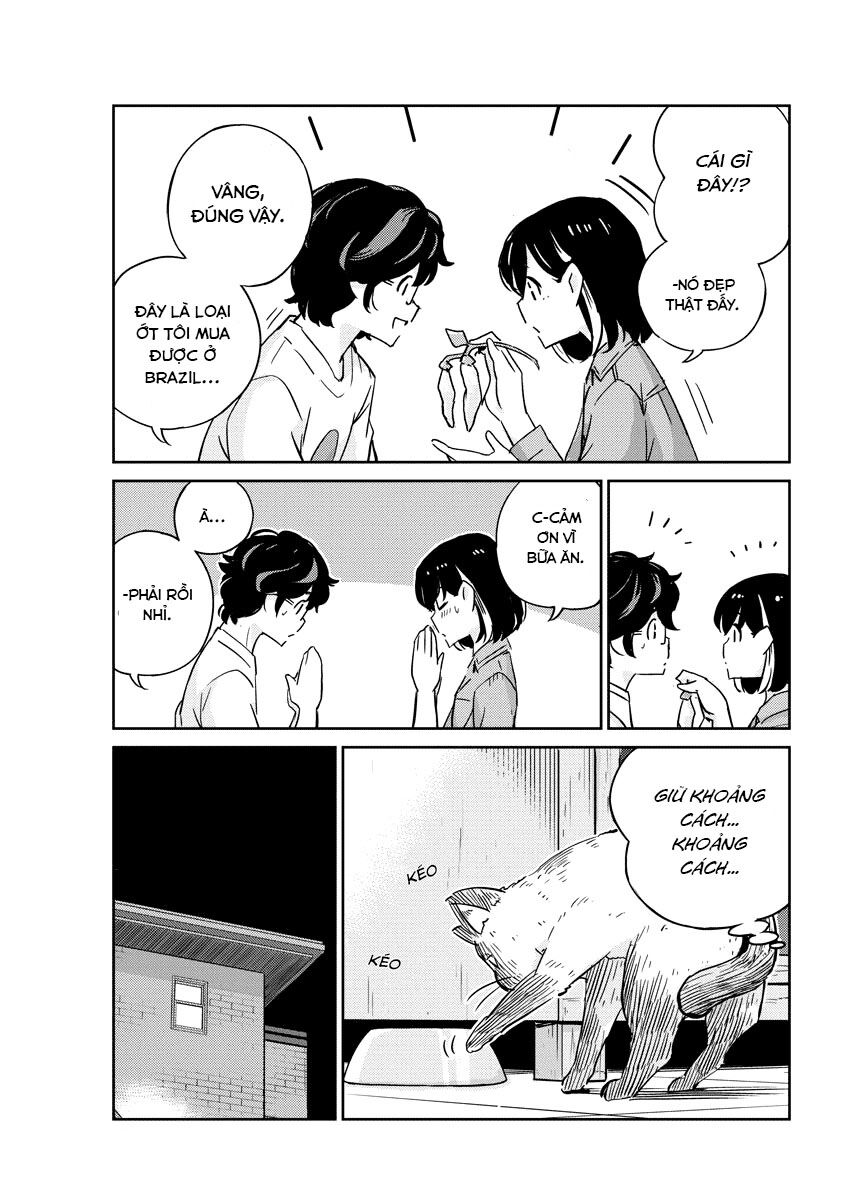 CÁI GÌ
ĐÂY!?
-NÓ ĐẸP
THẬT ĐẤY.
VÂNG,
ĐÚNG VẬY.
ĐÂY LÀ LOẠI
ỚT TÔI MUA
ĐƯỢC Ở
BRAZIL...
C-CẢM
ƠN VÌ
BỮA ĂN.
À...
-PHẢI RỒI
NHỈ.
GIỮ KHOẢNG
CÁCH...
KHOẢNG
CÁCH...
KÉO
KÉO